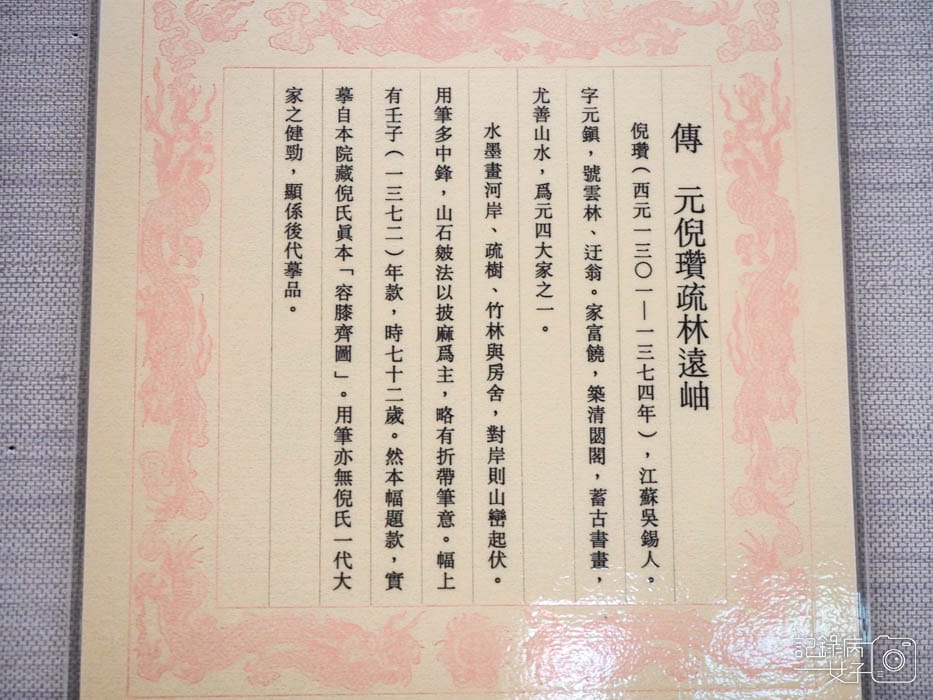 傳　元倪瓚疏林遠岫
倪瓚（西元一三〇一—一三七四年），江蘇吳錫人。
字元鎮，號雲林、迂翁。家富饒，築清閟閣，蓄古書畫，
尤善山水，爲元四大家之一。
水墨畫河岸、疏樹、竹林與房舍，對岸則山巒起伏。
用筆多中鋒，山石皴法以披麻爲主，略有折帶筆意。幅上
有壬子（一三七二）年款，時七十二歲。然本幅題款，實
摹自本院藏倪氏眞本「容膝齊圖」。用筆亦無倪氏一代大
家之健勁，顯係後代摹品。
記錄病女子